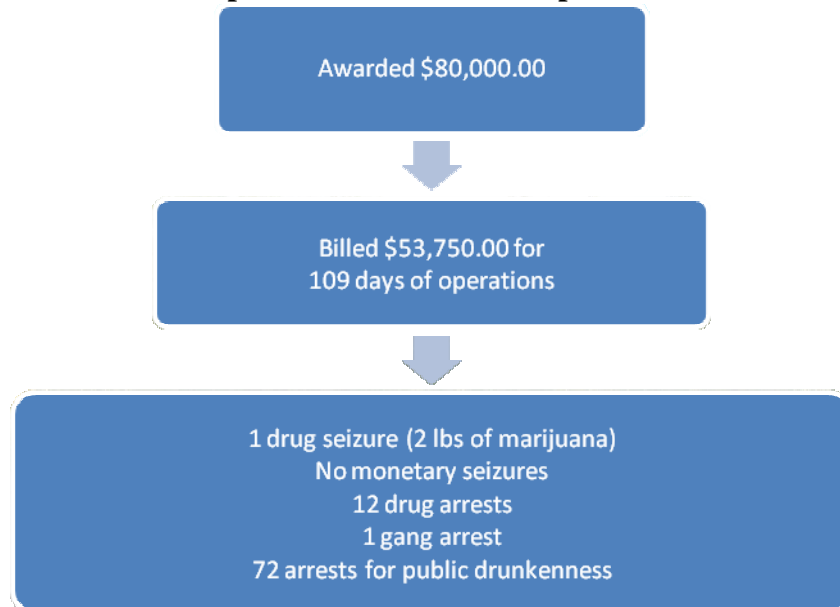 Awarded $80,000.00
Billed $53,750.00 for
109 days of operations
1 drug seizure (2 lbs of marijuana)
No monetary seizures
12 drug arrests
1 gang arrest
72 arrests for public drunkenness